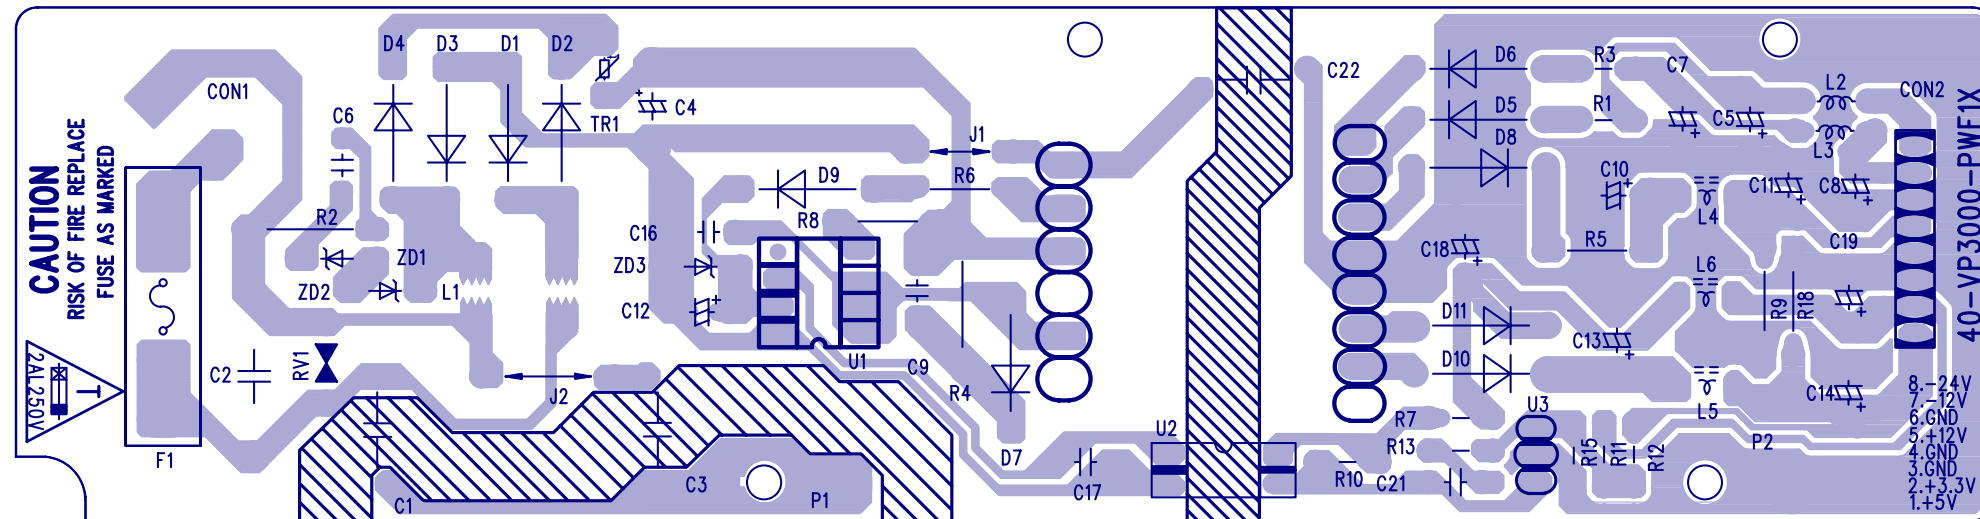 CAUTION
RISK OF FIRE REPLACE
FUSE AS MARKED
2AL250V
T
F1
CON1
C6
R2
ZD1
ZD2
L1
C2
RV1
J2
D4
D3
D1
D2
TR1
C4
C16
ZD3
C12
D9
R8
R6
J1
U1
C9
R4
D7
C1
C3
P1
C17
U2
C22
D6
D5
D8
R3
R1
C7
C5
L2
L3
CON2
C10
L4
C11
C8
C18
R5
C19
L6
R9
R18
D11
D10
C13
L5
C14
R7
R13
R10
C21
U3
R15
R11
R12
P2
40-VP3000-PWF1X
8.-24V
7.-12V
6.GND
5.+12V
4.GND
3.GND
2.+3.3V
1.+5V